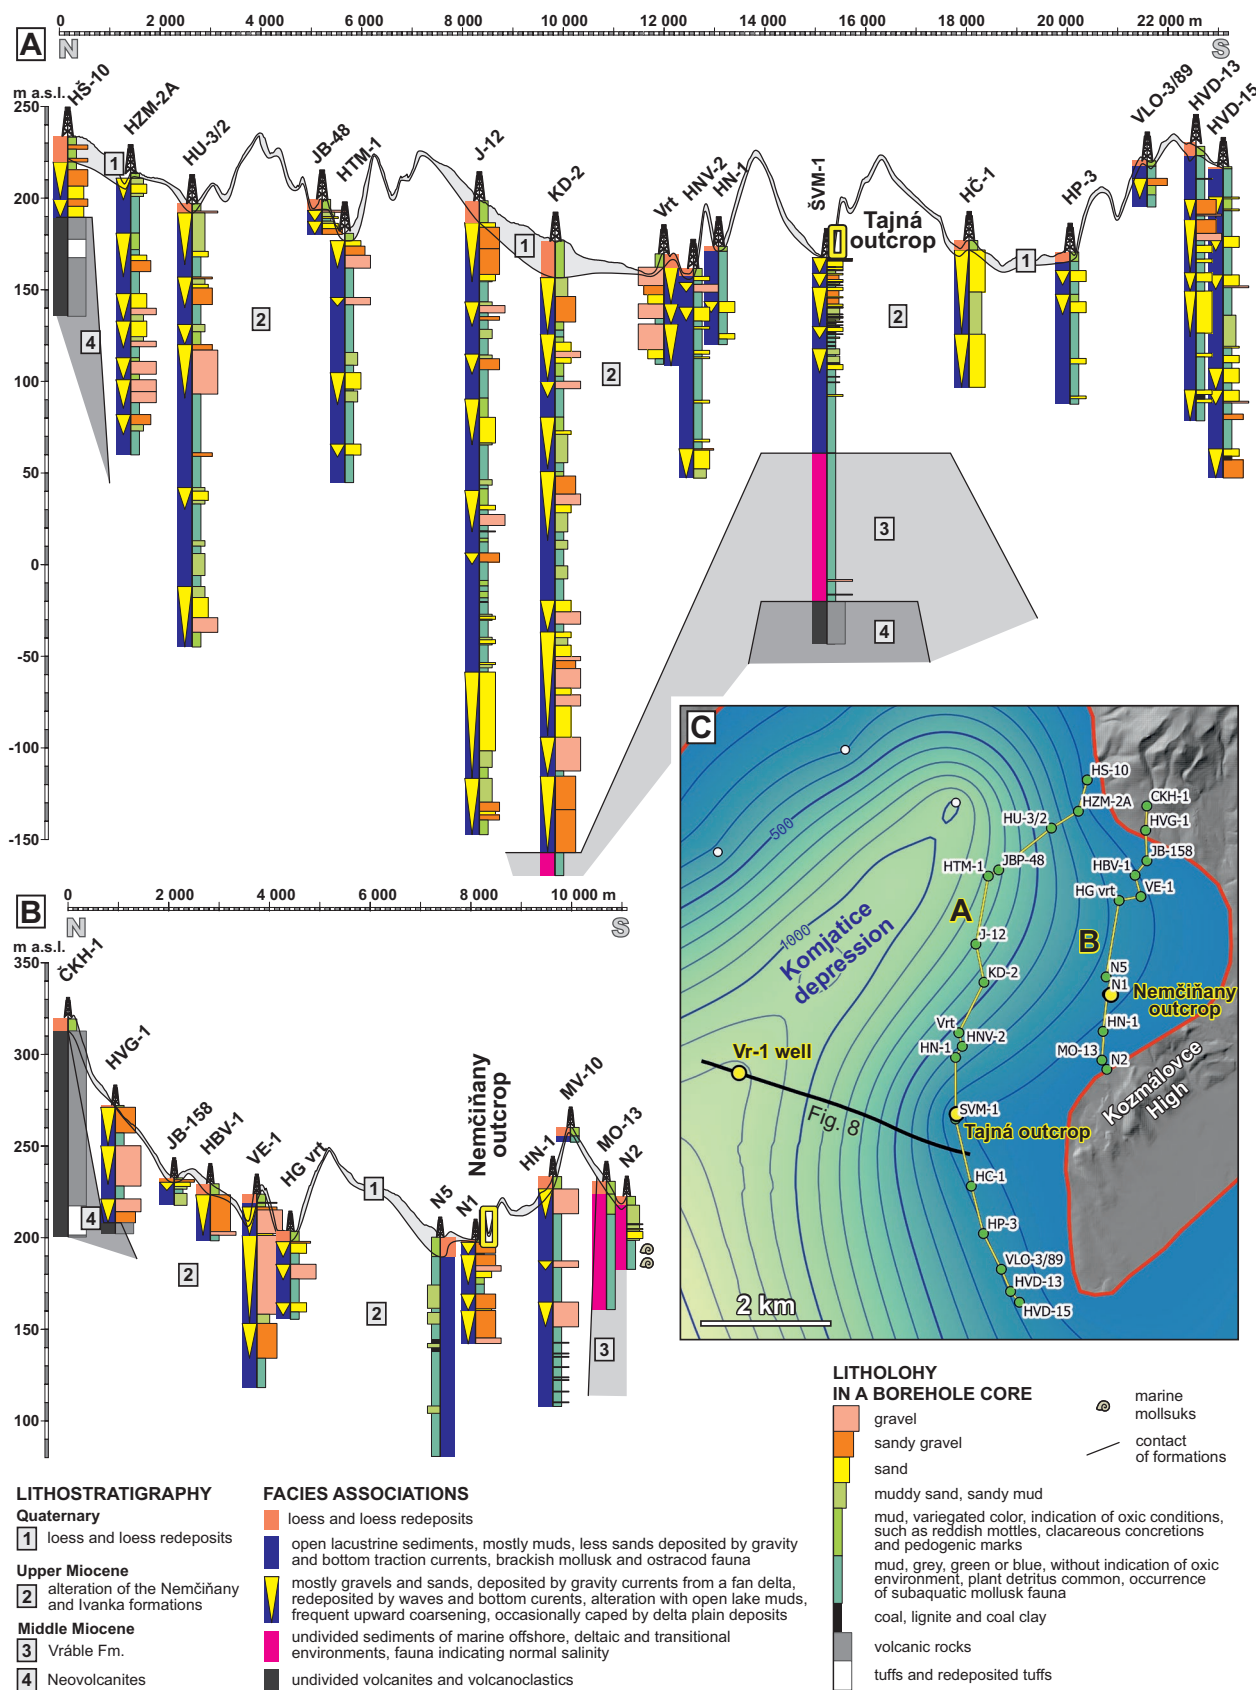 0 2 000 4 000 6 000 8 000 10 000 12 000 14 000 16 000 18 000 20 000 22 000 m
A
N
S
m a.s.l.
HŠ-10
HZM-2A
HU-3/2
JB-48
HTM-1
J-12
KD-2
Vrt
HNV-2
HN-1
ŠVM-1
Tajná
outcrop
HČ-1
HP-3
VLO-3/89
HVD-13
HVD-15
250
200
150
100
50
0
-50
-100
-150
1
1
1
2
2
2
3
4
4
B
0 2 000 4 000 6 000 8 000 10 000 m
N
S
m a.s.l.
ČKH-1
HVG-1
JB-158
HBV-1
VE-1
HG vrt
N5
N1
Nemčiňany
outcrop
HN-1
MV-10
MO-13
N2
350
300
250
200
150
100
1
2
2
3
4
C
HS-10
HZM-2A
CKH-1
HVG-1
HU-3/2
JB-158
JBP-48
HTM-1
HBV-1
HG vrt
VE-1
-500
-1000
A
B
Komjatice
depression
J-12
KD-2
N5
N1
Nemčiňany
outcrop
Vrt
HNV-2
HN-1
HN-1
MO-13
N2
Kozmálovce
High
Vr-1 well
Fig. 8
SVM-1
Tajná outcrop
HC-1
HP-3
VLO-3/89
HVD-13
HVD-15
2 km
LITHOSTRATIGRAPHY
Quaternary
1 loess and loess redeposits
Upper Miocene
2 alteration of the Nemčiňany
and Ivanka formations
Middle Miocene
3 Vráble Fm.
4 Neovolcanites
FACIES ASSOCIATIONS
loess and loess redeposits
open lacustrine sediments, mostly muds, less sands deposited by gravity
and bottom traction currents, brackish mollusk and ostracod fauna
mostly gravels and sands, deposited by gravity currents from a fan delta,
redeposited by waves and bottom curents, alteration with open lake muds,
frequent upward coarsening, occasionally caped by delta plain deposits
undivided sediments of marine offshore, deltaic and transitional
environments, fauna indicating normal salinity
undivided volcanites and volcanoclastics
LITHOLOHY
IN A BOREHOLE CORE
gravel
sandy gravel
sand
muddy sand, sandy mud
mud, variegated color, indication of oxic conditions,
such as reddish mottles, clacareous concretions
and pedogenic marks
mud, grey, green or blue, without indication of oxic
environment, plant detritus common, occurrence
of subaquatic mollusk fauna
coal, lignite and coal clay
volcanic rocks
tuffs and redeposited tuffs
marine
mollsuks
contact
of formations